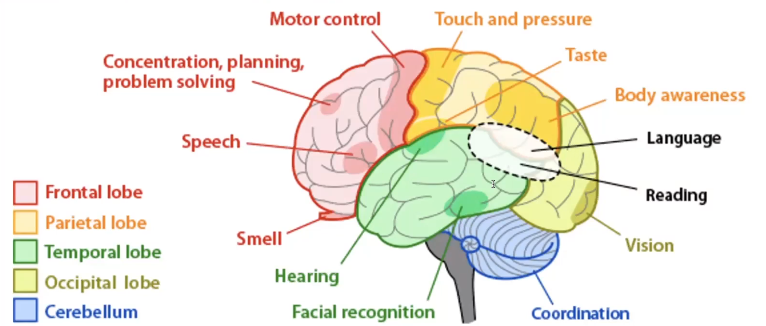 Motor control
Touch and pressure
Taste
Concentration, planning,
problem solving
Body awareness
Speech
Language
Reading
Frontal lobe
Parietal lobe
Temporal lobe
Occipital lobe
Cerebellum
Smell
Vision
Hearing
Facial recognition
Coordination